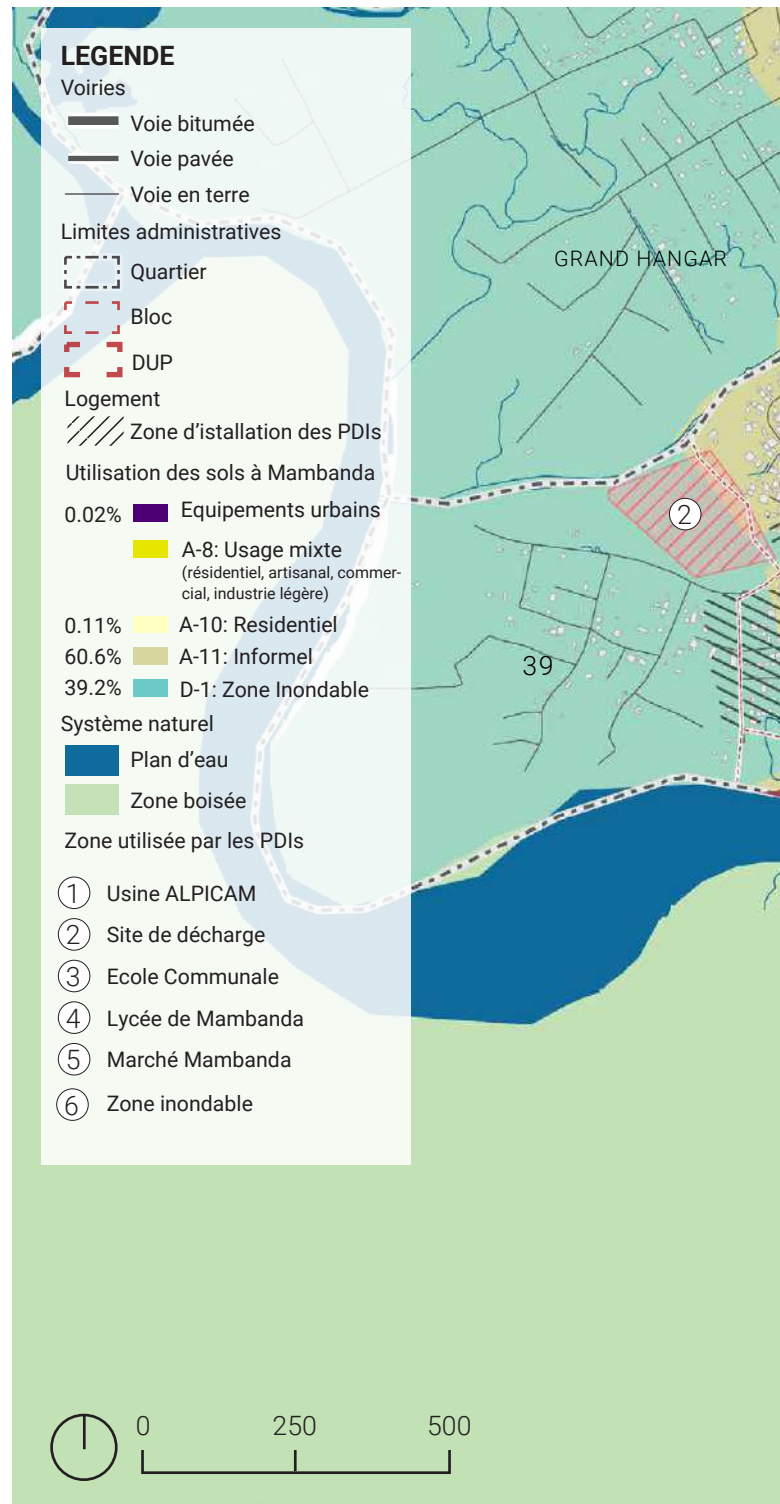 LEGENDE
Voiries
Voie bitumée
Voie pavée
Voie en terre
Limites administratives
Quartier
Bloc
DUP
Logement
Zone d'istallation des PDIs
Utilisation des sols à Mambanda
0.02% Equipements urbains
A-8: Usage mixte
(résidentiel, artisanal, commer-
cial, industrie légère)
0.11% A-10: Residentiel
60.6% A-11: Informel
39.2% D-1: Zone Inondable
Système naturel
Plan d'eau
Zone boisée
Zone utilisée par les PDIs
1 Usine ALPICAM
2 Site de décharge
3 Ecole Communale
4 Lycée de Mambanda
5 Marché Mambanda
6 Zone inondable
GRAND HANGAR
2
39
0 250 500